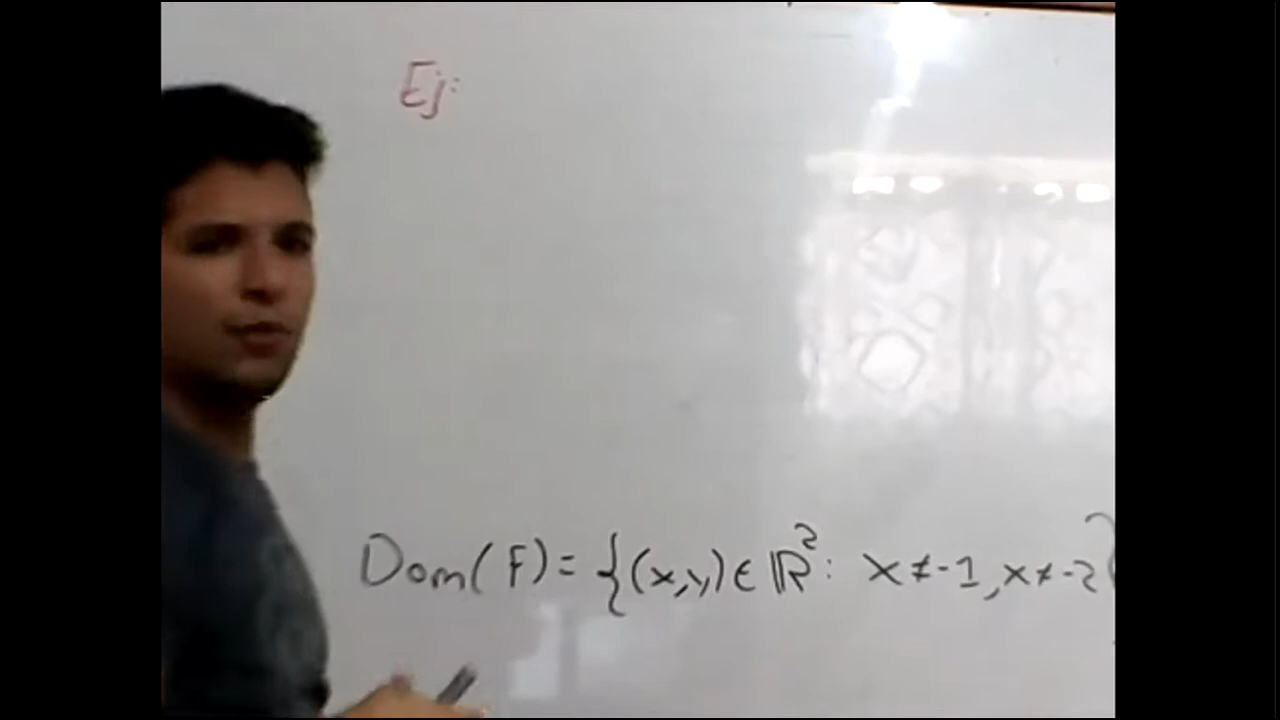 Ej:
Dom(F) = {(x,y) ∈ ℝ²: x ≠ -1, x ≠ -2}